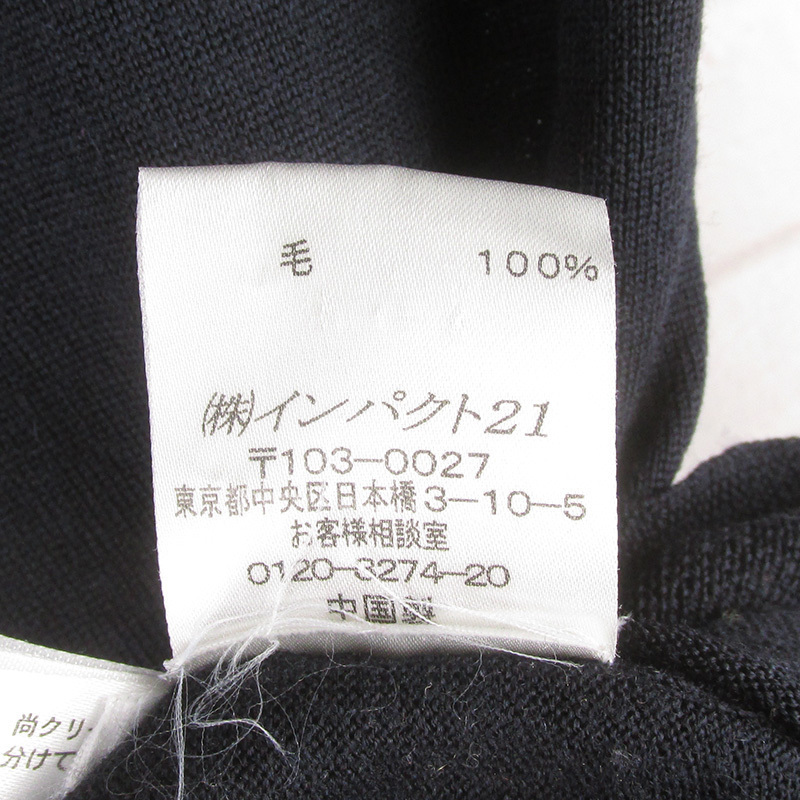 毛 100%
㈱インパクト21
〒103-0027
東京都中央区日本橋3-10-5
お客様相談室
0120-3274-20
中国製
尚クリー
分けて